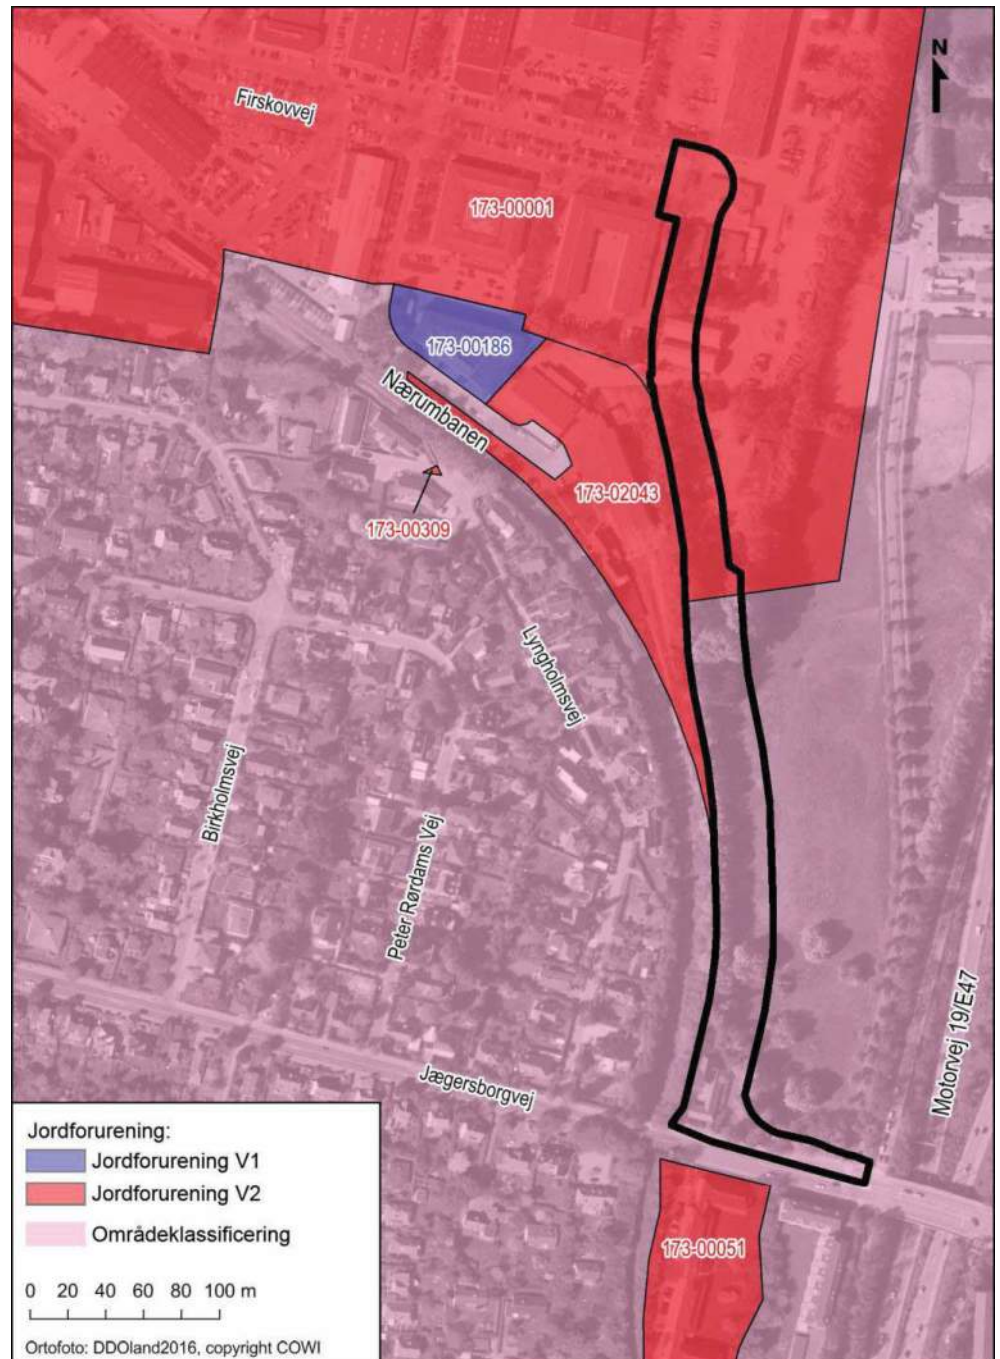 N
Firskovvej
173-00001
173-00186
Nærumbanen
173-02043
173-00309
Lyngholmsvej
Birkholmsvej
Peter Rørdams Vej
Motorvej 19/E47
Jægersborgvej
173-00051
Jordforurening:
Jordforurening V1
Jordforurening V2
Områdeklassificering
0 20 40 60 80 100 m
Ortofoto: DDOland2016, copyright COWI